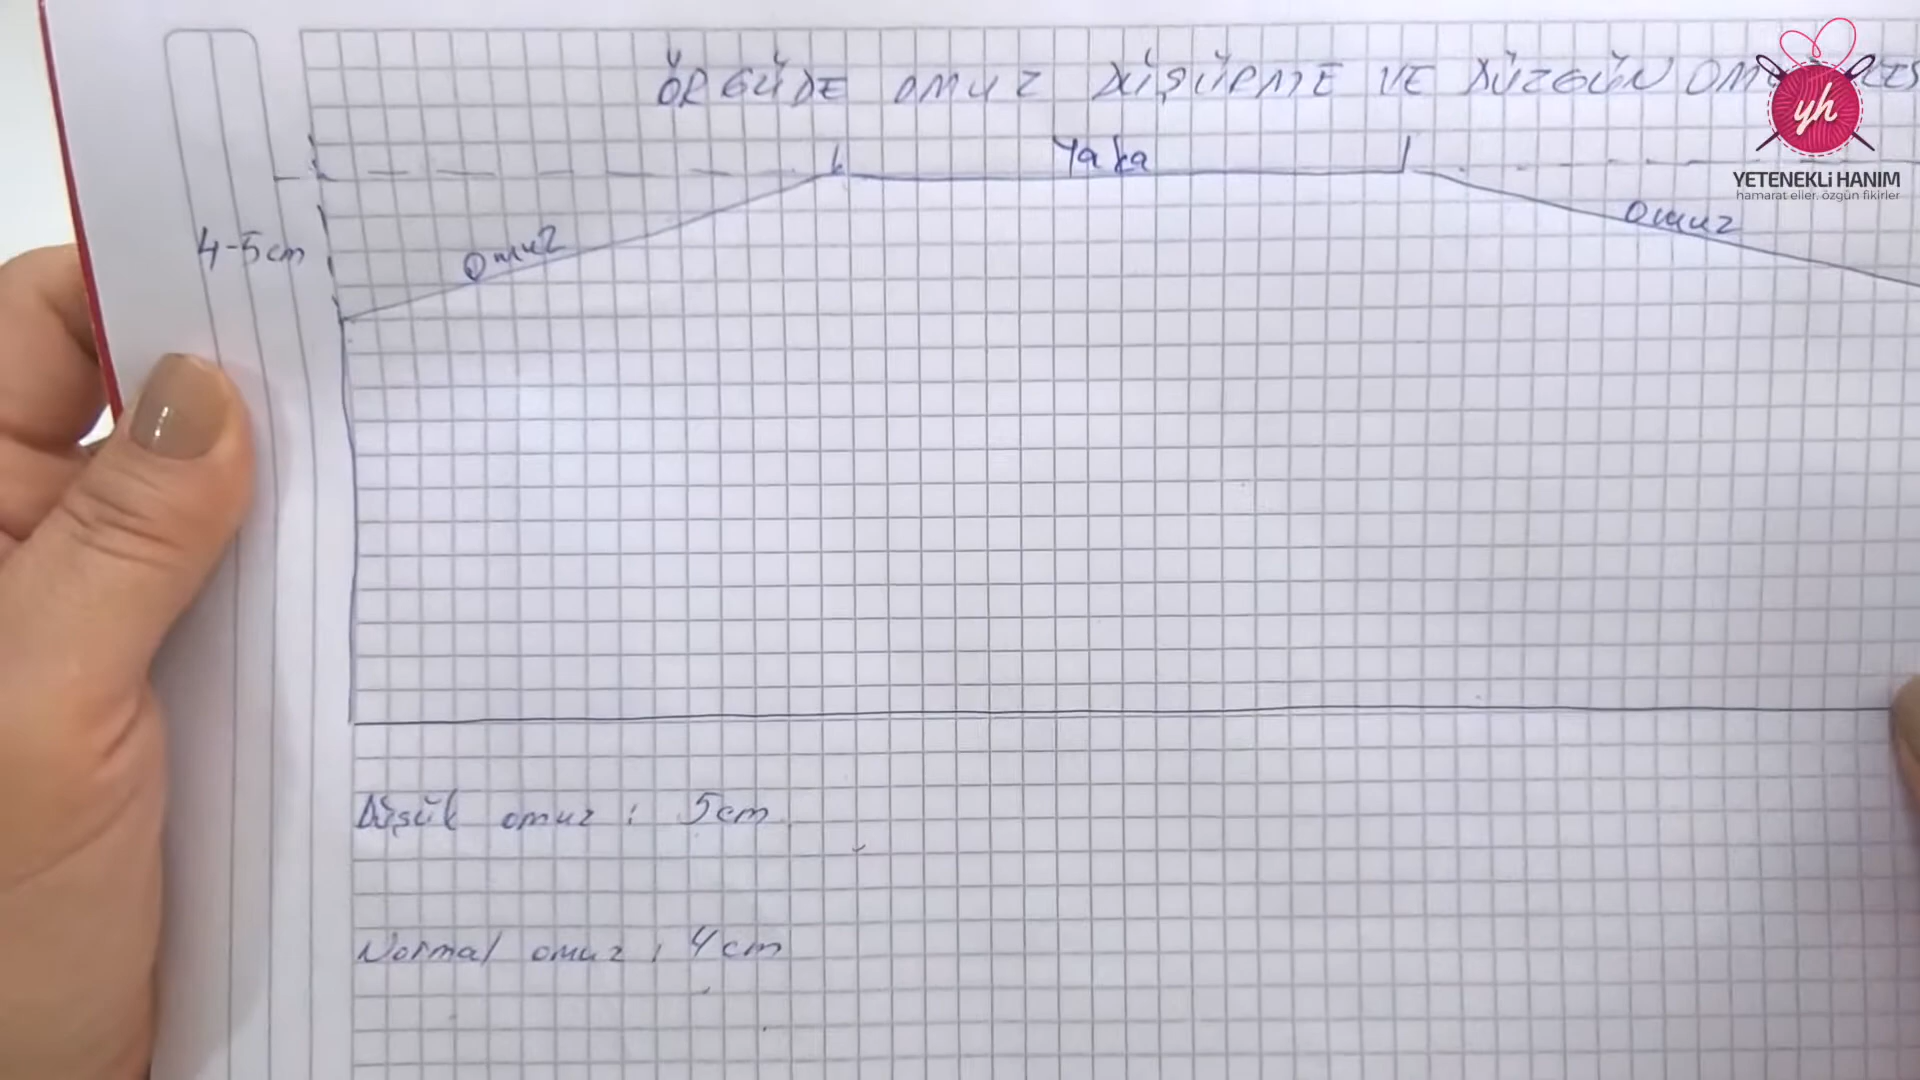 ÖRGÜDE OMUZ DÜŞÜRME VE DÜZGÜN
Yaka
4-5cm
omuz
omuz
Düşük omuz : 5cm
Normal omuz : 4cm
yh
YETENEKLi HANIM
hamarat eller, özgün fikirler